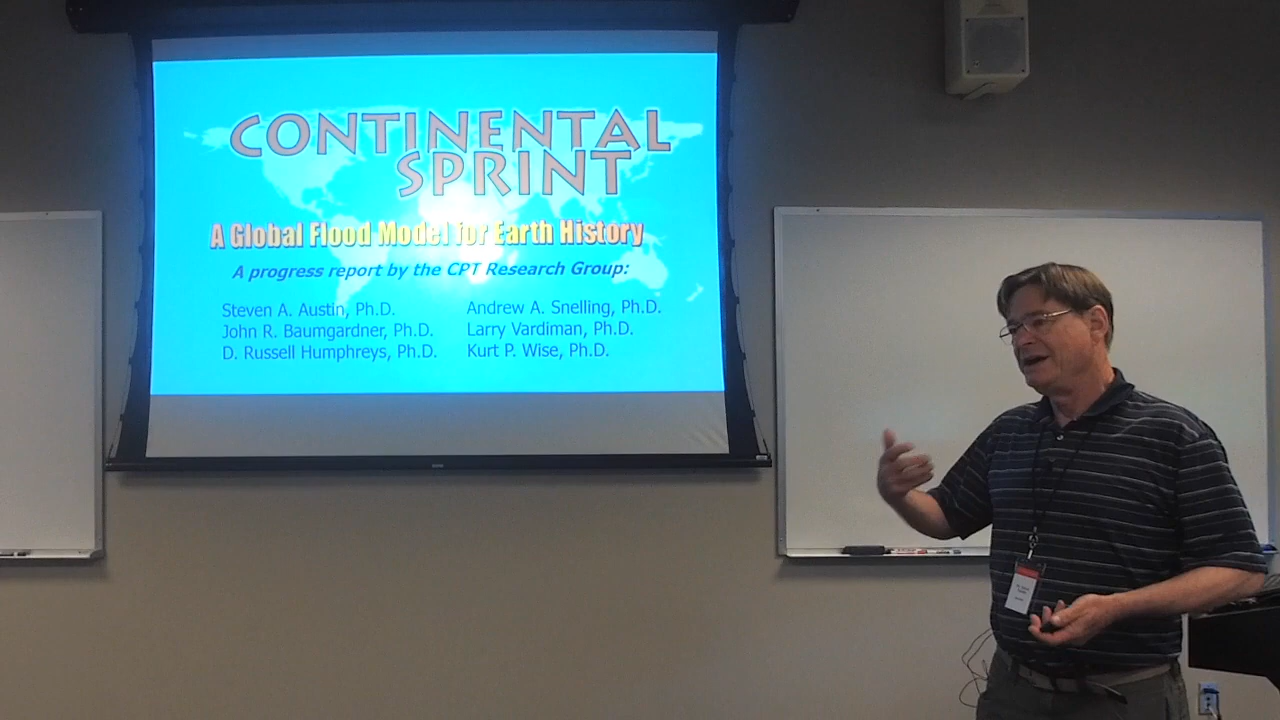 CONTINENTAL
SPRINT
A Global Flood Model for Earth History
A progress report by the CPT Research Group:
Steven A. Austin, Ph.D.
John R. Baumgardner, Ph.D.
D. Russell Humphreys, Ph.D.
Andrew A. Snelling, Ph.D.
Larry Vardiman, Ph.D.
Kurt P. Wise, Ph.D.